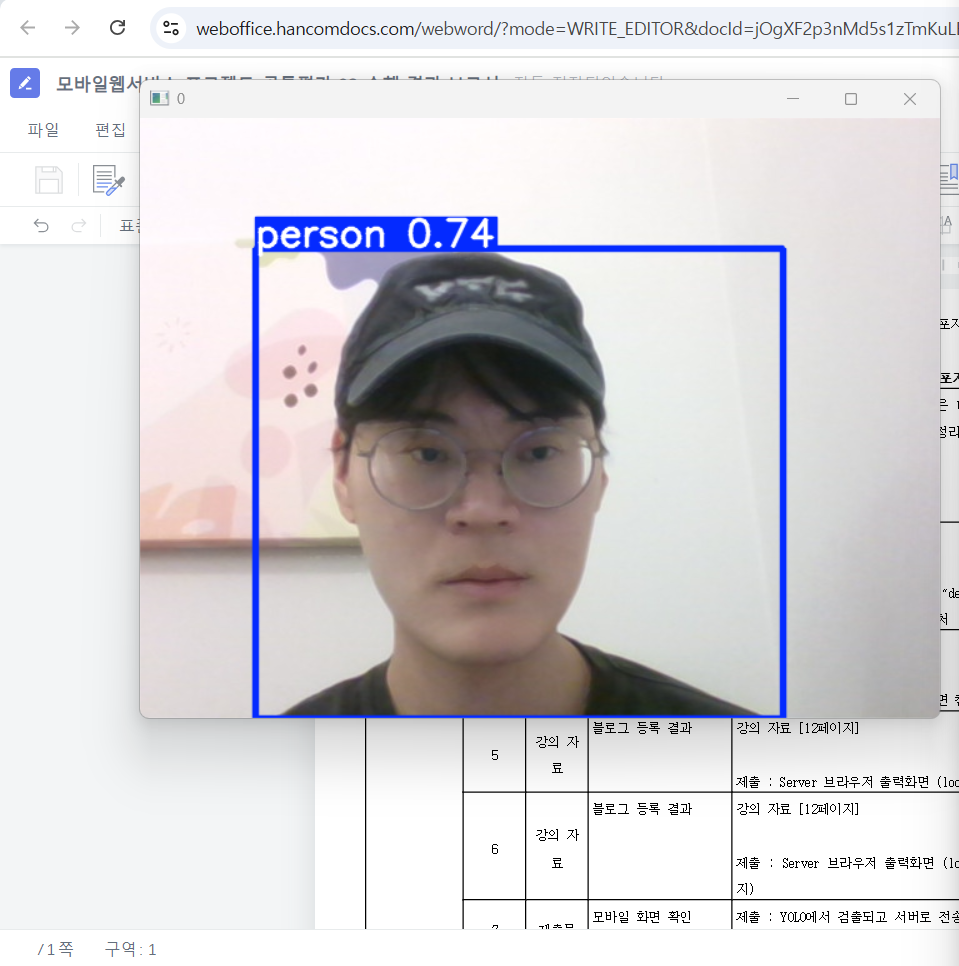 weboffice.hancomdocs.com/webword/?mode=WRITE_EDITOR&docId=jOgXF2p3nMd5s1zTmKuL
0
파일 편집
person 0.74
5
강의 자
료
블로그 등록 결과
강의 자료 [12페이지]
제출 : Server 브라우저 출력화면 (loc
6
강의 자
료
블로그 등록 결과
강의 자료 [12페이지]
제출 : Server 브라우저 출력화면 (lo
지)
모바일 화면 확인
제출 : YOLO에서 검출되고 서버로 전송
/1쪽 구역: 1